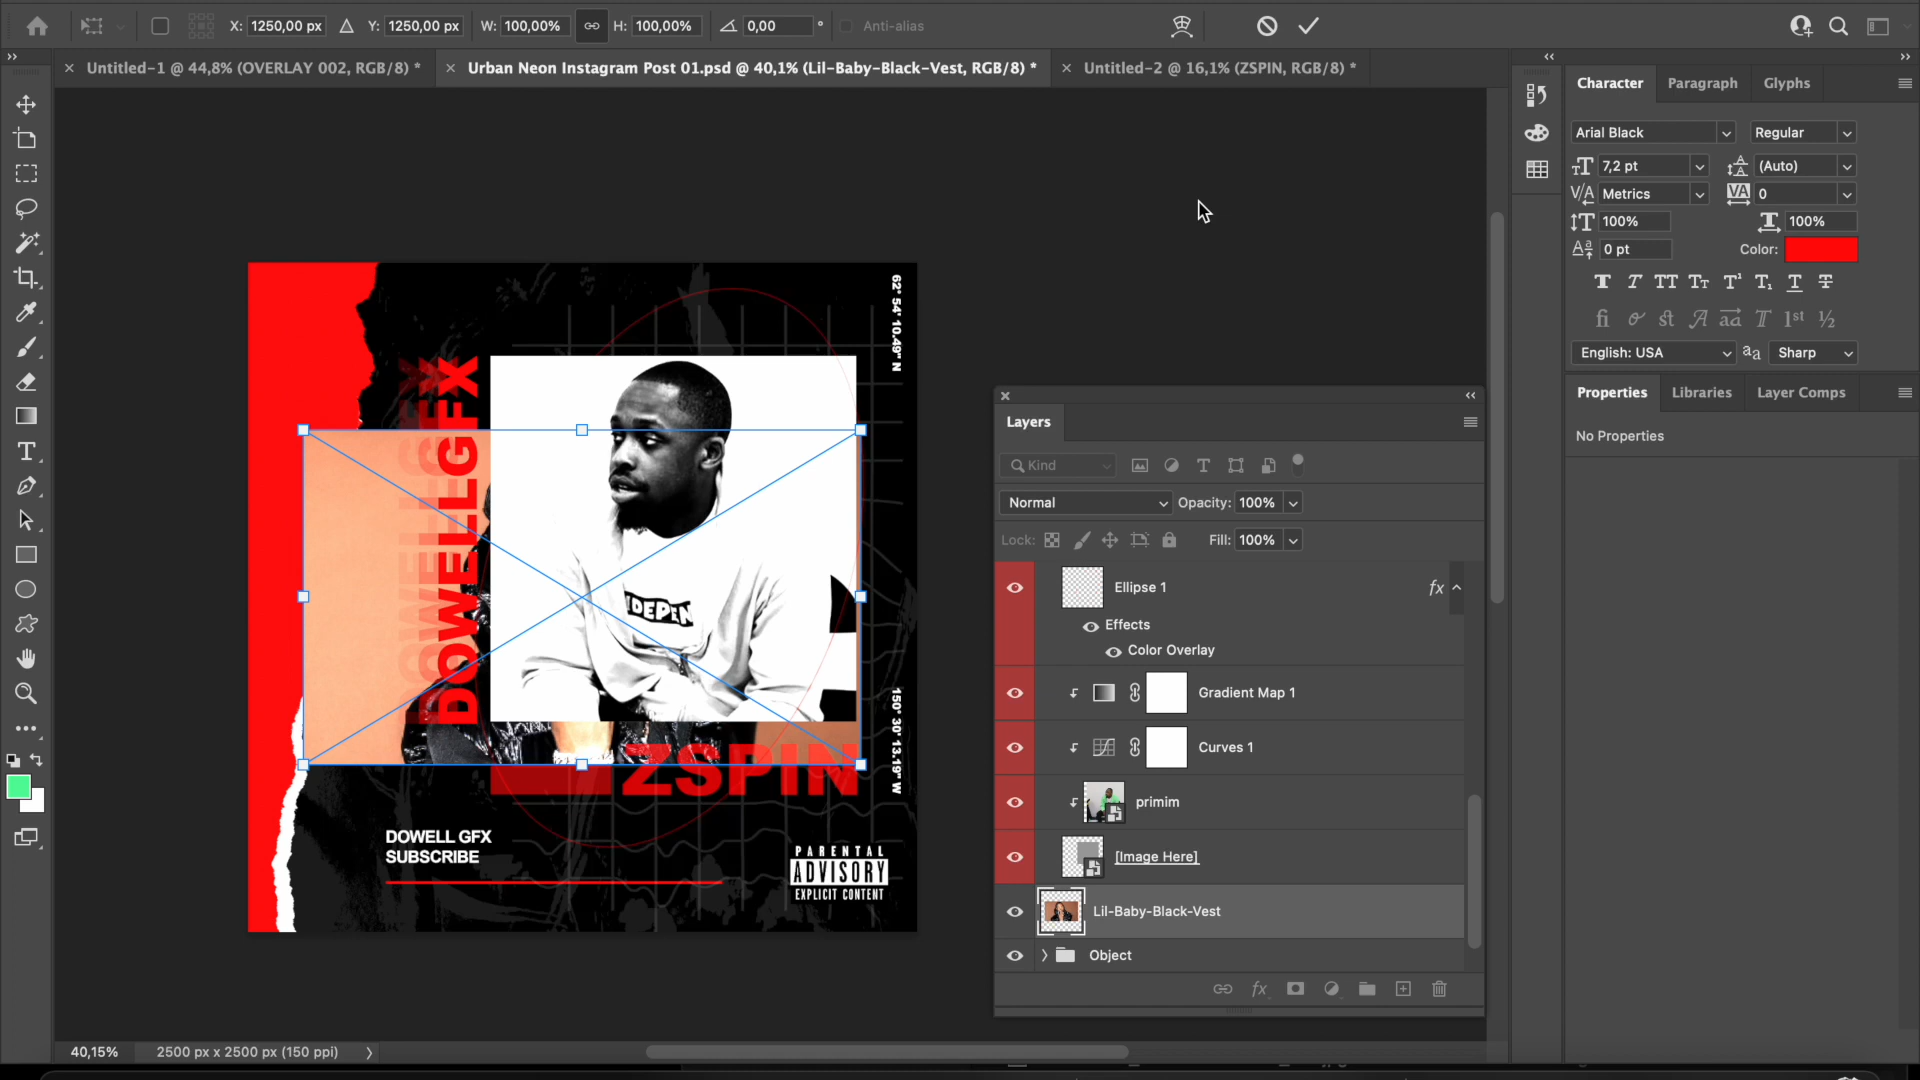 X: 1250,00 px Y: 1250,00 px W: 100,00% H: 100,00% 0,00 ° Anti-alias
Untitled-1 @ 44,8% (OVERLAY 002, RGB/8) *
Urban Neon Instagram Post 01.psd @ 40,1% (Lil-Baby-Black-Vest, RGB/8) *
Untitled-2 @ 16,1% (ZSPIN, RGB/8) *
Character Paragraph Glyphs
Arial Black Regular
7,2 pt (Auto)
Metrics 0
100% 100%
0 pt Color:
English: USA aa Sharp
Properties Libraries Layer Comps
No Properties
62° 54' 10.49" N
DOWELLGFX
DOWELLGFX
INDEPEN
150° 30' 13.19" W
ZSPIN
DOWELL GFX
SUBSCRIBE
PARENTAL
ADVISORY
EXPLICIT CONTENT
Layers
Kind
Normal Opacity: 100%
Lock: Fill: 100%
Ellipse 1 fx
Effects
Color Overlay
Gradient Map 1
Curves 1
primim
[Image Here]
Lil-Baby-Black-Vest
Object
fx
40,15% 2500 px x 2500 px (150 ppi)